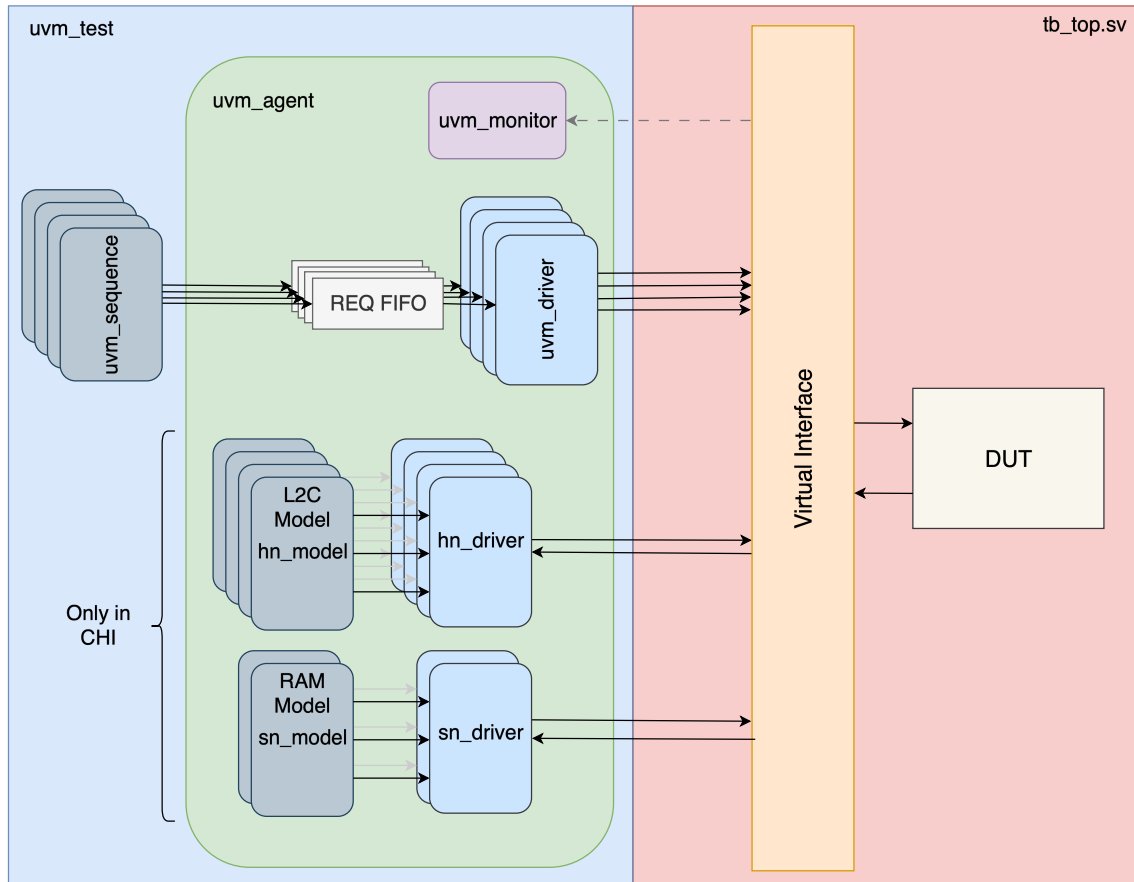 uvm_test
tb_top.sv
uvm_agent
uvm_monitor
uvm_sequence
REQ FIFO
uvm_driver
Virtual Interface
DUT
L2C
Model
hn_model
hn_driver
Only in
CHI
RAM
Model
sn_model
sn_driver